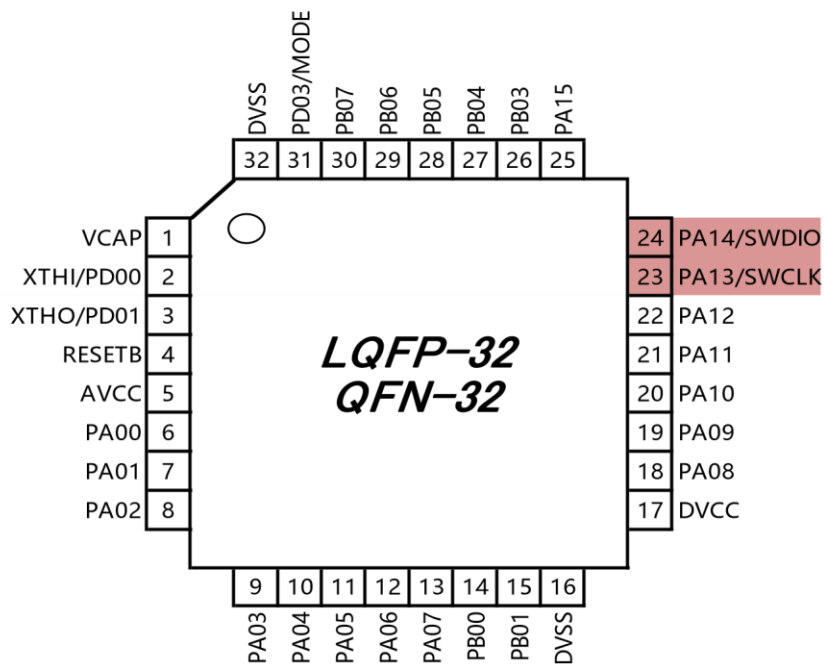 DVSS
PD03/MODE
PB07
PB06
PB05
PB04
PB03
PA15
32 31 30 29 28 27 26 25
VCAP 1
XTHI/PD00 2
XTHO/PD01 3
RESETB 4
AVCC 5
PA00 6
PA01 7
PA02 8
LQFP-32
QFN-32
24 PA14/SWDIO
23 PA13/SWCLK
22 PA12
21 PA11
20 PA10
19 PA09
18 PA08
17 DVCC
9 10 11 12 13 14 15 16
PA03
PA04
PA05
PA06
PA07
PB00
PB01
DVSS